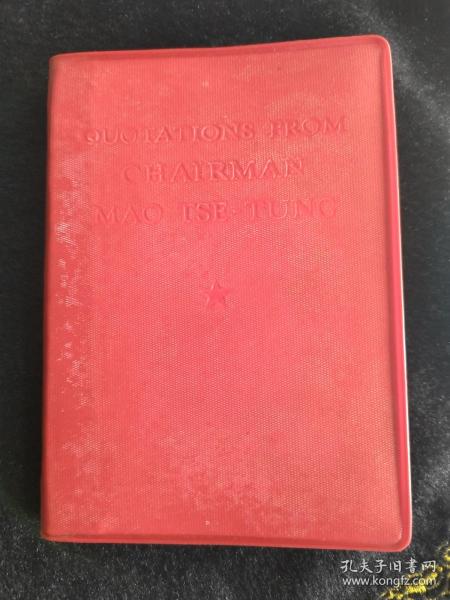 QUOTATIONS FROM
CHAIRMAN
MAO TSE-TUNG
孔夫子旧书网
www.kongfz.com